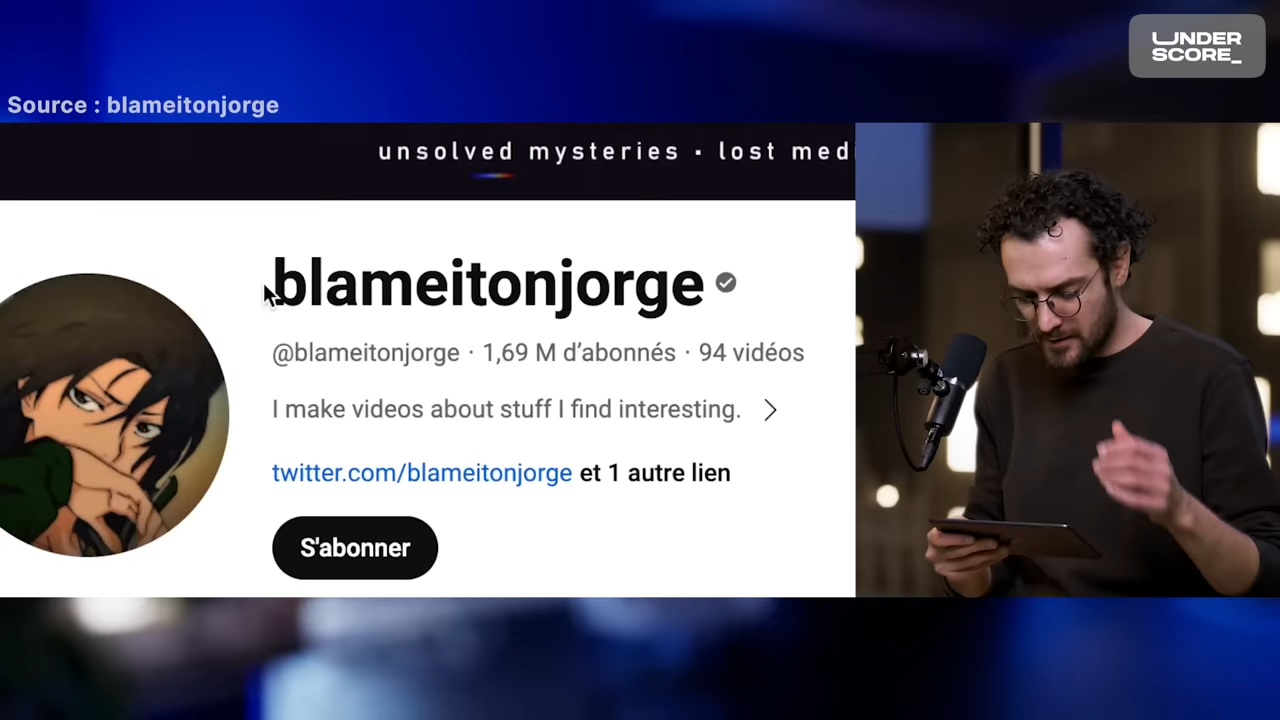 UNDER
SCORE_
Source : blameitonjorge
unsolved mysteries · lost medi
blameitonjorge
@blameitonjorge · 1,69 M d’abonnés · 94 vidéos
I make videos about stuff I find interesting.
twitter.com/blameitonjorge et 1 autre lien
S'abonner